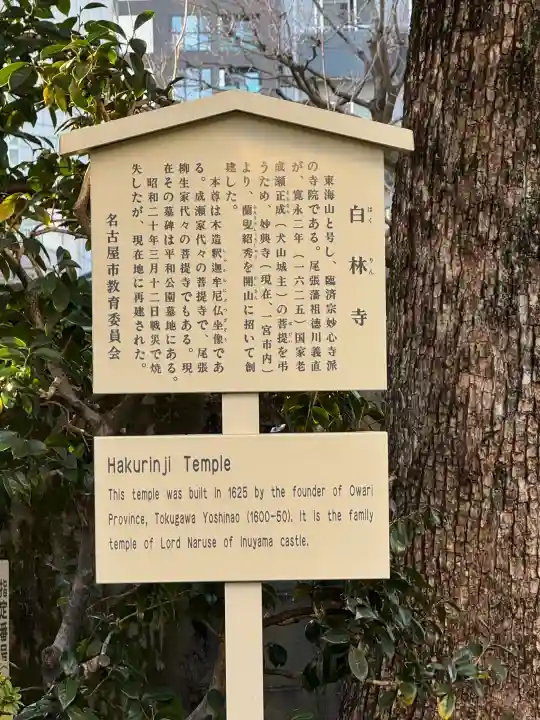 白林寺
はくりん
東海山と号し、臨済宗妙心寺派
の寺院である。尾張藩祖徳川義直
が、寛永二年（一六二五）国家老
成瀬正成（犬山城主）の菩提を弔
うため、妙興寺（現在、一宮市内）
より、蘭叟紹秀を開山に招いて創
建した。
本尊は木造釈迦牟尼仏坐像であ
る。成瀬家代々の菩提寺で、尾張
柳生家代々の菩提寺でもある。現
在その墓碑は平和公園墓地にある。
昭和二十年三月十二日戦災で焼
失したが、現在地に再建された。
名古屋市教育委員会
Hakurinji Temple
This temple was built in 1625 by the founder of Owari
Province, Tokugawa Yoshinao (1600-50). It is the family
temple of Lord Naruse of Inuyama castle.